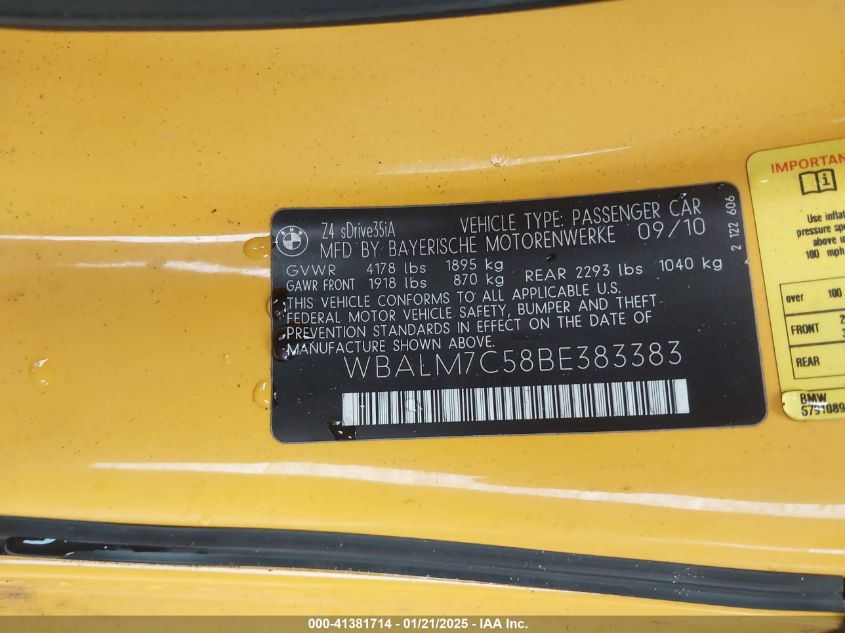 Z4 sDrive35iA VEHICLE TYPE: PASSENGER CAR
MFD BY BAYERISCHE MOTORENWERKE 09/10
GVWR 4178 lbs 1895 kg
GAWR FRONT 1918 lbs 870 kg REAR 2293 lbs 1040 kg
THIS VEHICLE CONFORMS TO ALL APPLICABLE U.S.
FEDERAL MOTOR VEHICLE SAFETY, BUMPER AND THEFT
PREVENTION STANDARDS IN EFFECT ON THE DATE OF
MANUFACTURE SHOWN ABOVE.
WBALM7C58BE383383
2 122 606
IMPORTAN
Use inflat
pressure spe
above u
100 mph
over 100
FRONT
REAR
BMW
000-41381714 — 01/21/2025 — IAA Inc.